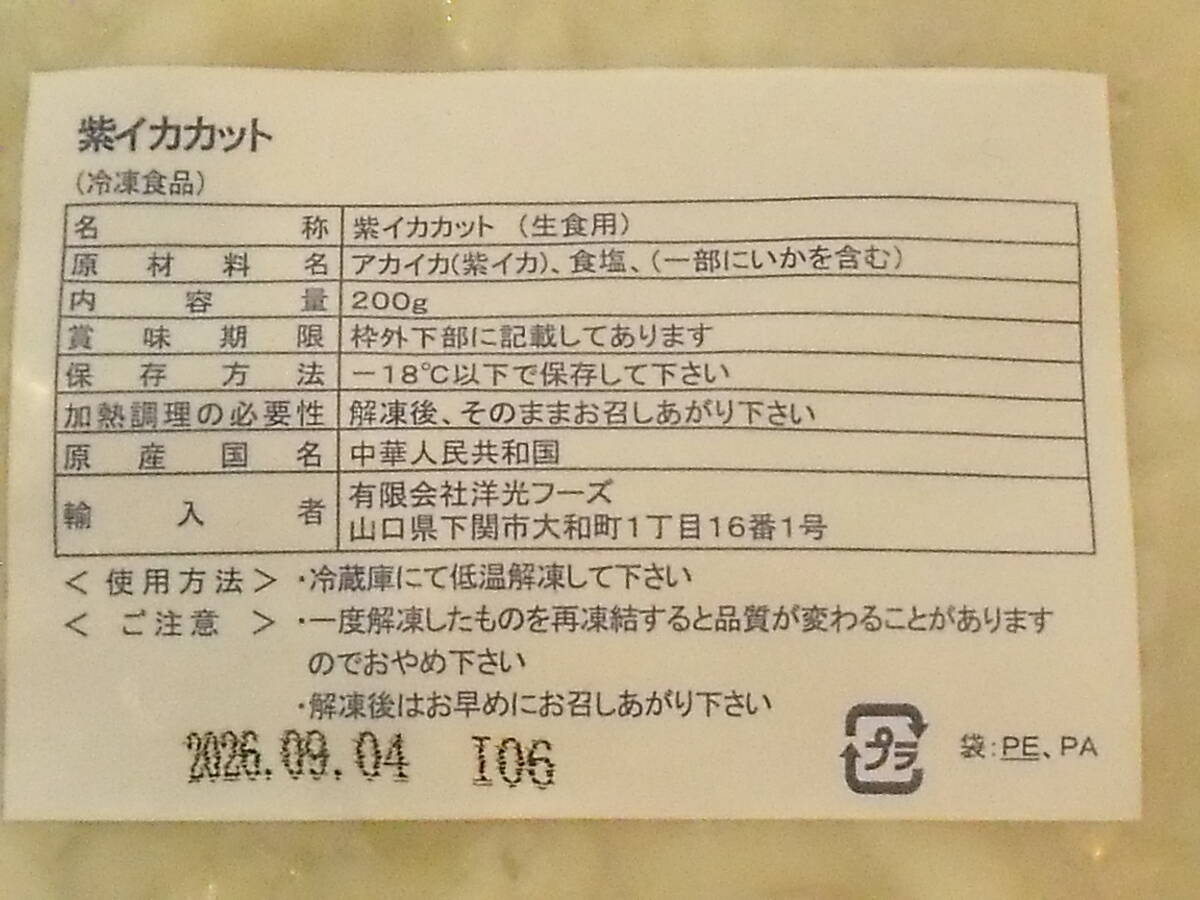 紫イカカット
(冷凍食品)
名称 紫イカカット (生食用)
原材料名 アカイカ(紫イカ)、食塩、(一部にいかを含む)
内容量 200g
賞味期限 枠外下部に記載してあります
保存方法 −18℃以下で保存して下さい
加熱調理の必要性 解凍後、そのままお召しあがり下さい
原産国名 中華人民共和国
輸入者 有限会社洋光フーズ
山口県下関市大和町1丁目16番1号
<使用方法> ・冷蔵庫にて低温解凍して下さい
<ご注意> ・一度解凍したものを再凍結すると品質が変わることがあります
のでおやめ下さい
・解凍後はお早めにお召しあがり下さい
2026.09.04 I06
プラ 袋:PE、PA